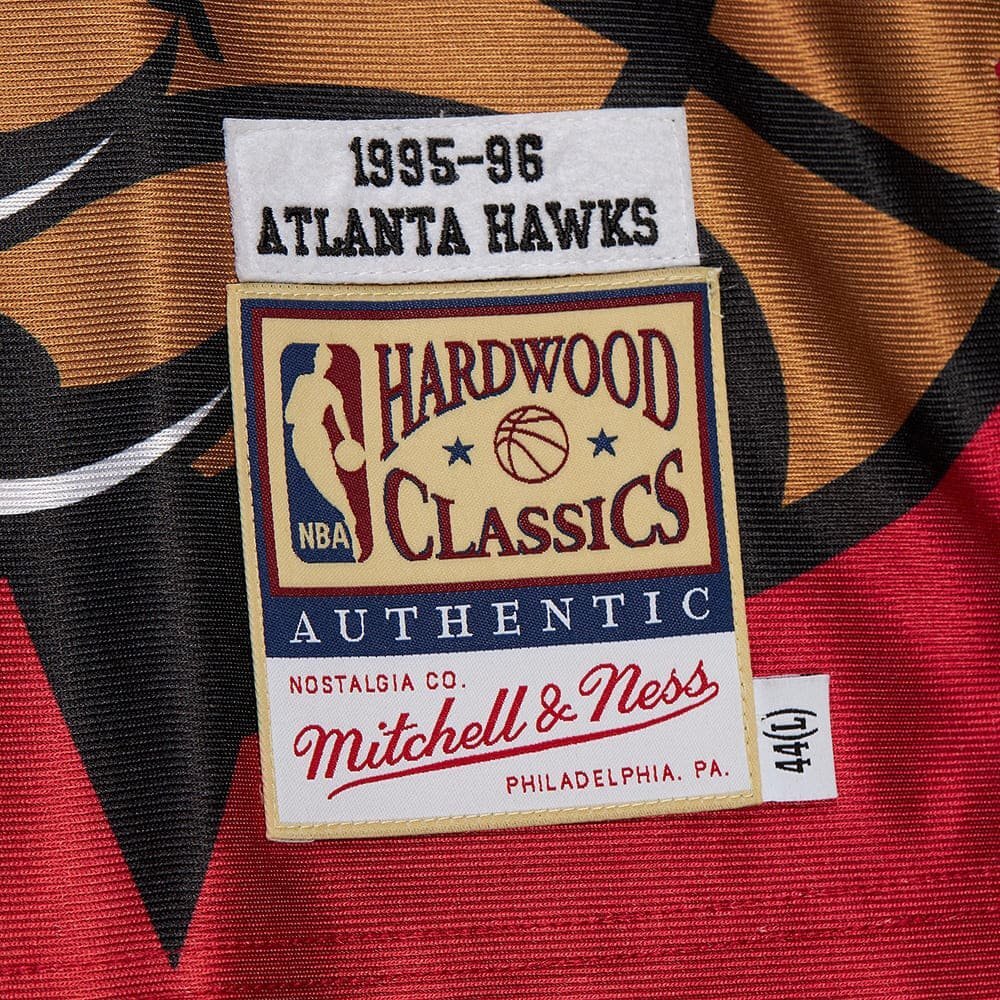 1995-96
ATLANTA HAWKS
HARDWOOD
CLASSICS
NBA
AUTHENTIC
NOSTALGIA CO.
Mitchell & Ness
PHILADELPHIA, PA.
44(L)